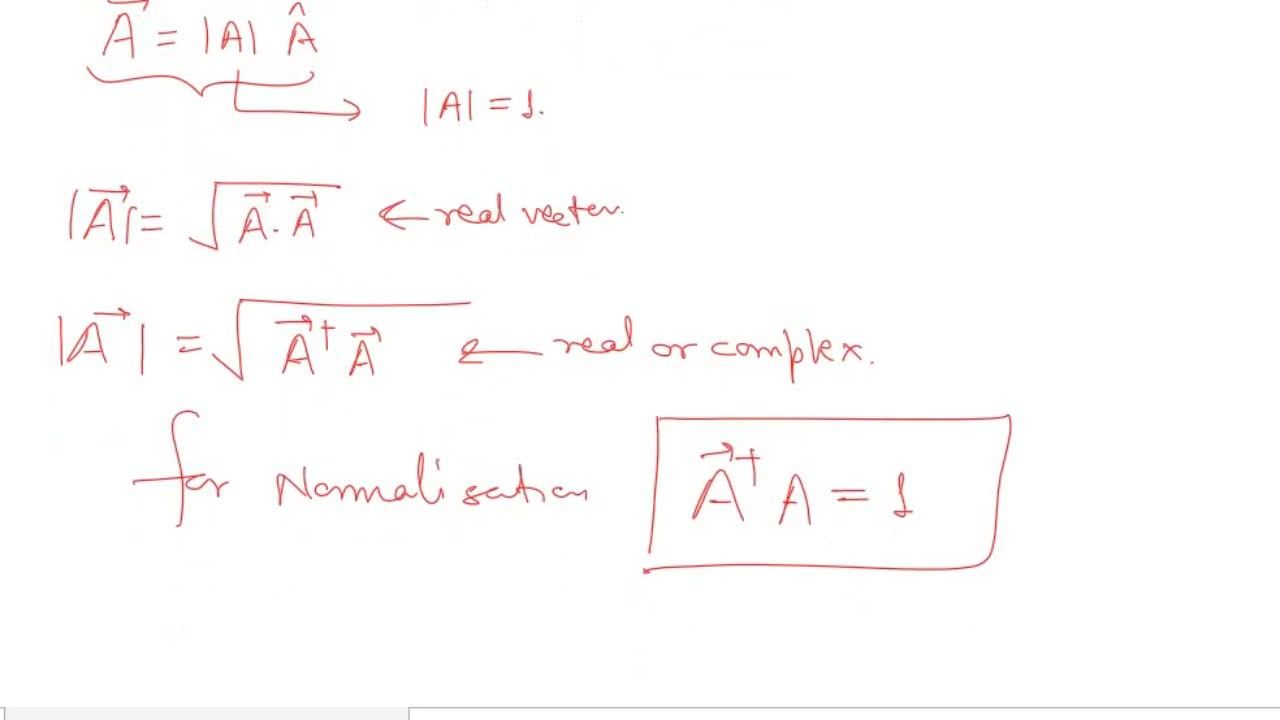 A⃗ = |A| Â
|A| = 1.
|A⃗| = √(A⃗ . A⃗) ← real vector.
|A⃗| = √(A⃗† A⃗) ← real or complex.
for Normalisation A⃗† A = 1